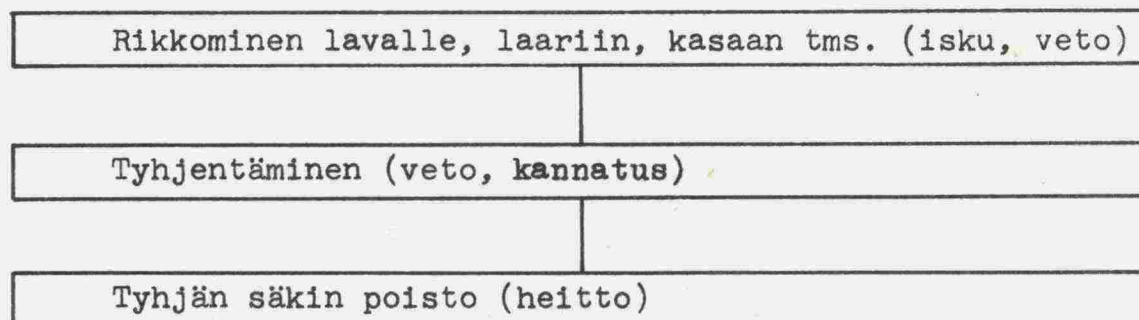 Rikkominen lavalle, laariin, kasaan tms. (isku, veto)
Tyhjentäminen (veto, kannatus)
Tyhjän säkin poisto (heitto)